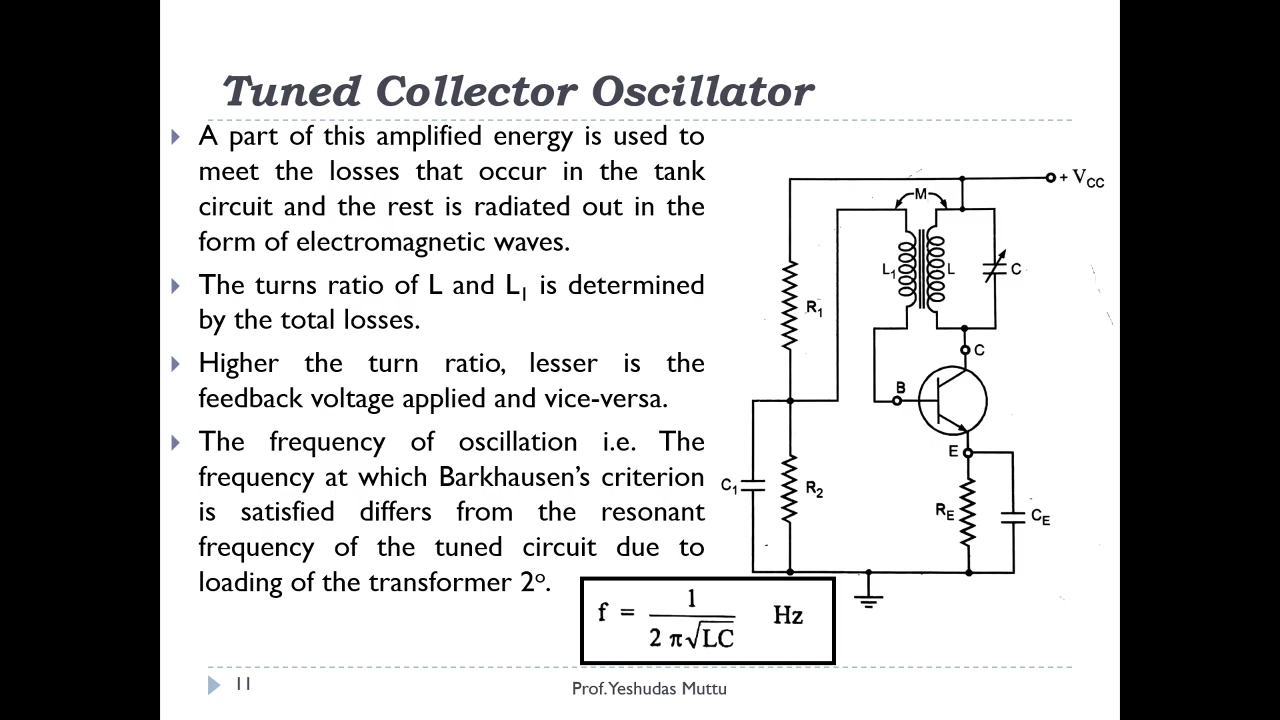 Tuned Collector Oscillator
A part of this amplified energy is used to
meet the losses that occur in the tank
circuit and the rest is radiated out in the
form of electromagnetic waves.
The turns ratio of L and L₁ is determined
by the total losses.
Higher the turn ratio, lesser is the
feedback voltage applied and vice-versa.
The frequency of oscillation i.e. The
frequency at which Barkhausen's criterion
is satisfied differs from the resonant
frequency of the tuned circuit due to
loading of the transformer 2º.
+ VCC
M
L₁
L
C
R₁
C
B
E
C₁
R₂
RE
CE
f = 1 / 2 π√LC Hz
11
Prof.Yeshudas Muttu